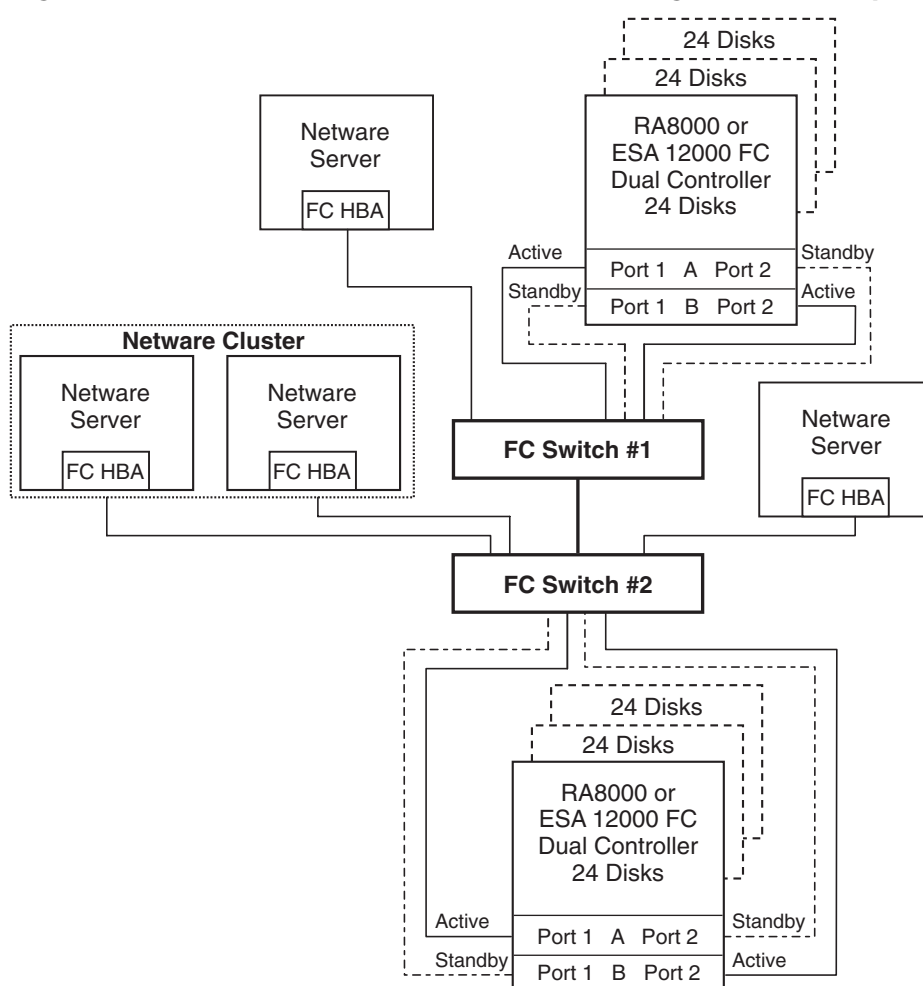 24 Disks
24 Disks
RA8000 or
ESA 12000 FC
Dual Controller
24 Disks
Netware
Server
FC HBA
Active
Standby
Port 1 A Port 2
Standby
Active
Port 1 B Port 2
Netware Cluster
Netware
Server
FC HBA
Netware
Server
FC HBA
Netware
Server
FC HBA
FC Switch #1
FC Switch #2
24 Disks
24 Disks
RA8000 or
ESA 12000 FC
Dual Controller
24 Disks
Active
Standby
Port 1 A Port 2
Standby
Active
Port 1 B Port 2